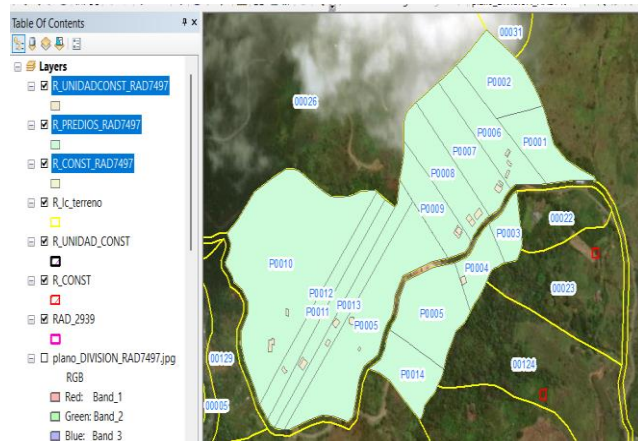 Table Of Contents
Layers
R_UNIDADCONST_RAD7497
R_PREDIOS_RAD7497
R_CONST_RAD7497
R_lc_terreno
R_UNIDAD_CONST
R_CONST
RAD_2939
plano_DIVISION_RAD7497.jpg
RGB
Red: Band_1
Green: Band_2
Blue: Band_3
00031
P0002
00026
P0006
P0001
P0007
P0008
P0009
00022
P0003
P0010
P0004
P0012
00023
P0013
P0011
P0005
P0005
00129
00124
P0014
00005